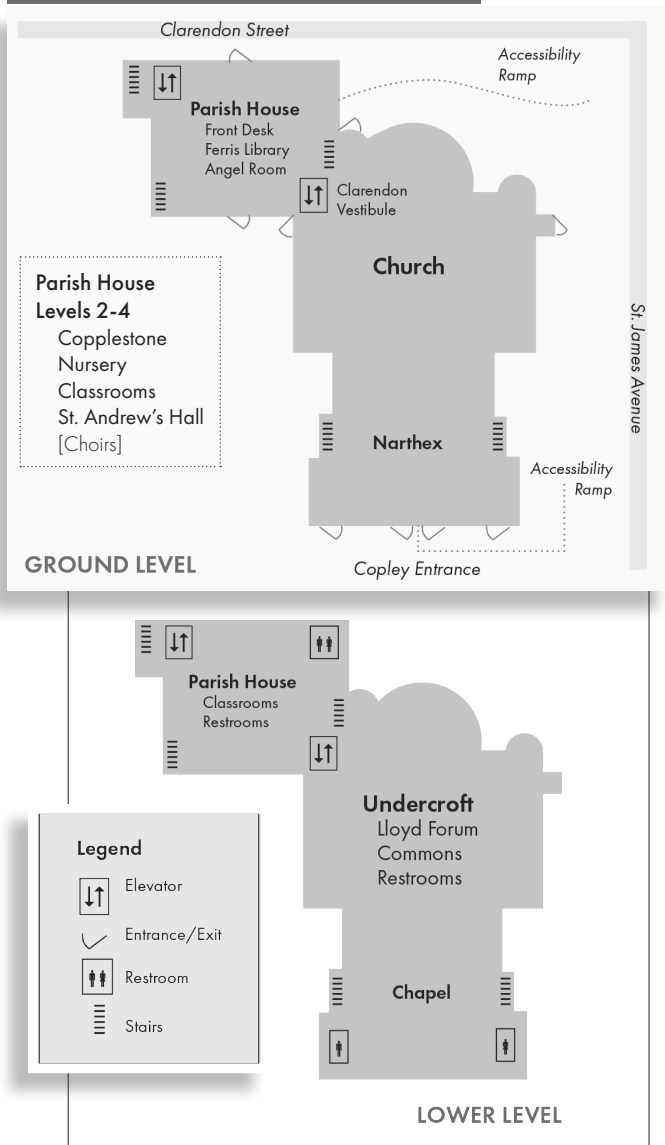 Clarendon Street
Accessibility
Ramp
Parish House
Front Desk
Ferris Library
Angel Room
Clarendon
Vestibule
Church
Parish House
Levels 2-4
Copplestone
Nursery
Classrooms
St. Andrew's Hall
[Choirs]
St. James Avenue
Narthex
Accessibility
Ramp
GROUND LEVEL
Copley Entrance
Parish House
Classrooms
Restrooms
Undercroft
Lloyd Forum
Commons
Restrooms
Legend
Elevator
Entrance/Exit
Restroom
Stairs
Chapel
LOWER LEVEL